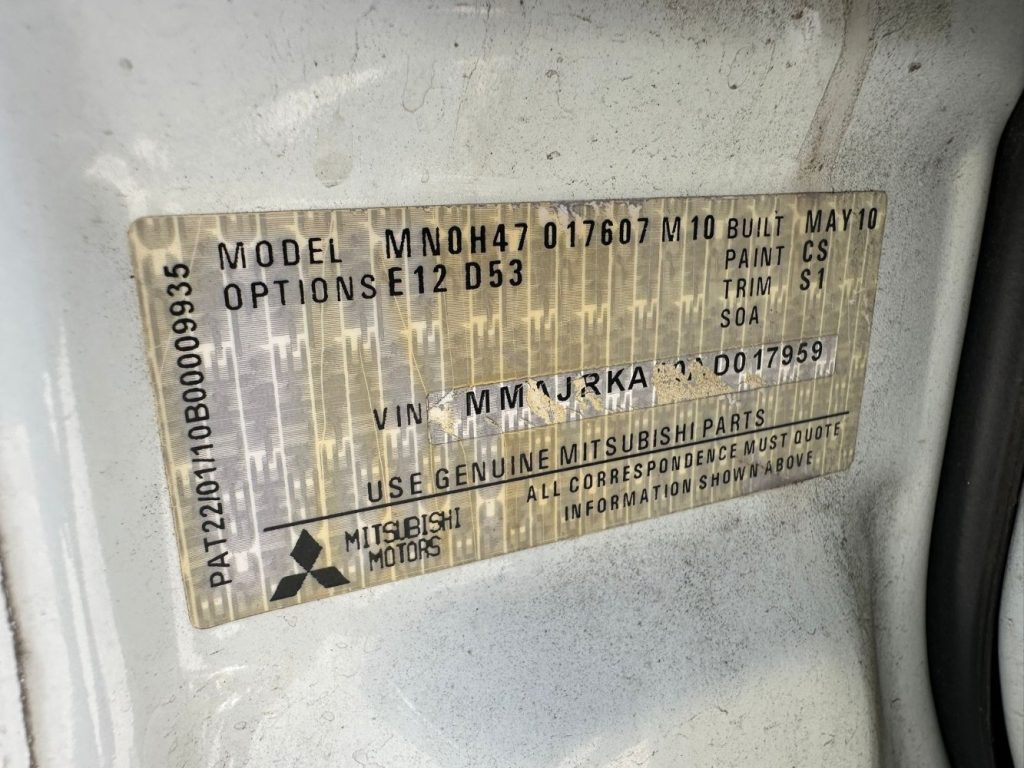 MODEL MN0H47 017607 M10 BUILT MAY10
OPTIONS E12 D53 PAINT CS
TRIM S1
SOA
VIN
USE GENUINE MITSUBISHI PARTS
ALL CORRESPONDENCE MUST QUOTE
INFORMATION SHOWN ABOVE
MITSUBISHI
MOTORS
PAT22/01/10B00009935